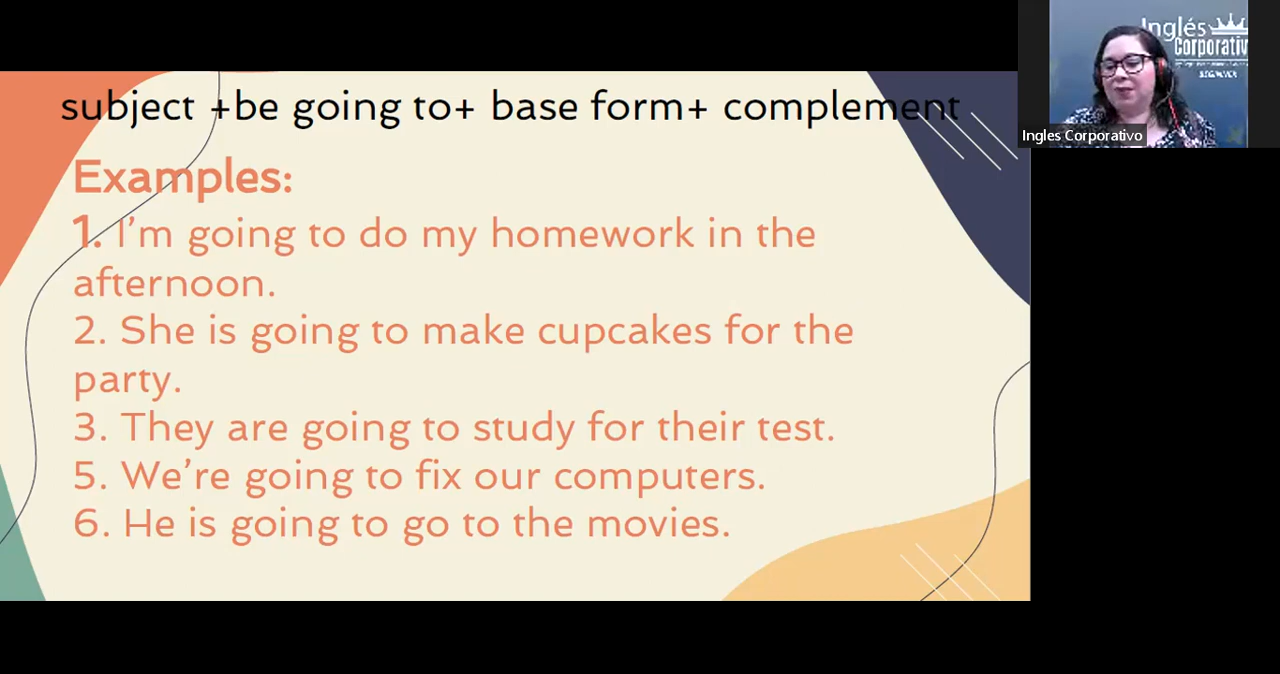 subject +be going to+ base form+ complement
Examples:
1. I'm going to do my homework in the
afternoon.
2. She is going to make cupcakes for the
party.
3. They are going to study for their test.
5. We're going to fix our computers.
6. He is going to go to the movies.
Inglés
Corporativ
BEGINNER
Ingles Corporativo